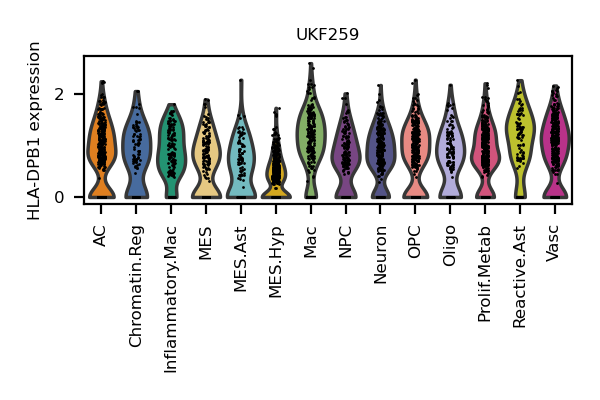 UKF259
HLA-DPB1 expression
2
0
AC
Chromatin.Reg
Inflammatory.Mac
MES
MES.Ast
MES.Hyp
Mac
NPC
Neuron
OPC
Oligo
Prolif.Metab
Reactive.Ast
Vasc